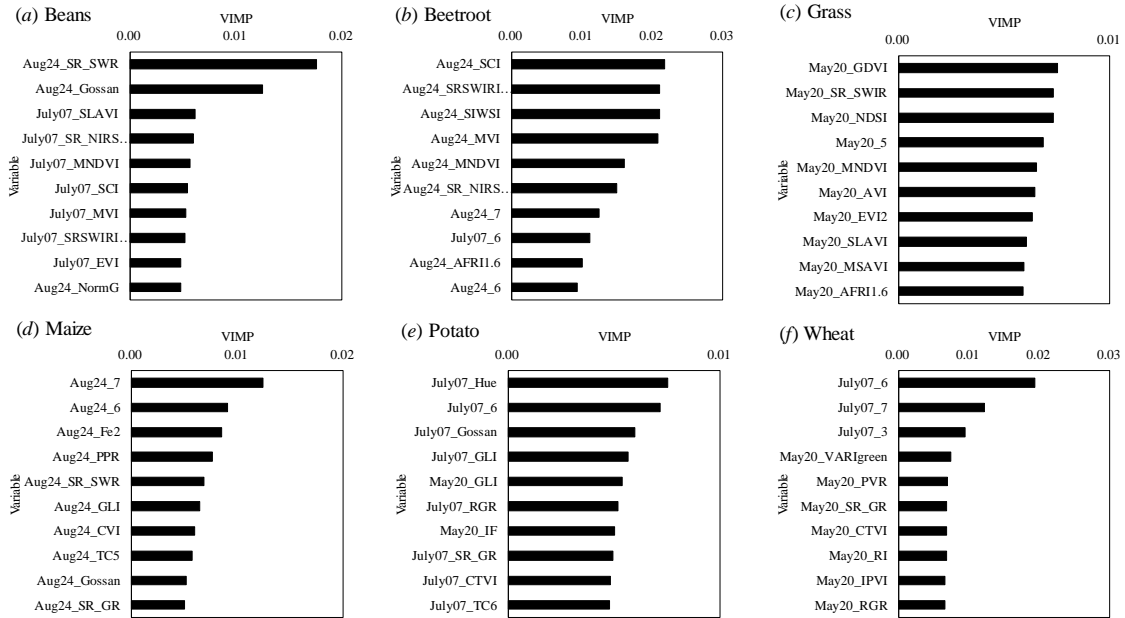 (a) Beans
VIMP
0.00 0.01 0.02
Variable
Aug24_SR_SWR
Aug24_Gossan
July07_SLAVI
July07_SR_NIRS…
July07_MNDVI
July07_SCI
July07_MVI
July07_SRSWIRI…
July07_EVI
Aug24_NormG
(b) Beetroot
VIMP
0.00 0.01 0.02 0.03
Variable
Aug24_SCI
Aug24_SRSWIRI…
Aug24_SIWSI
Aug24_MVI
Aug24_MNDVI
Aug24_SR_NIRS…
Aug24_7
July07_6
Aug24_AFRI1.6
Aug24_6
(c) Grass
VIMP
0.00 0.01
Variable
May20_GDVI
May20_SR_SWIR
May20_NDSI
May20_5
May20_MNDVI
May20_AVI
May20_EVI2
May20_SLAVI
May20_MSAVI
May20_AFRI1.6
(d) Maize
VIMP
0.00 0.01 0.02
Variable
Aug24_7
Aug24_6
Aug24_Fe2
Aug24_PPR
Aug24_SR_SWR
Aug24_GLI
Aug24_CVI
Aug24_TC5
Aug24_Gossan
Aug24_SR_GR
(e) Potato
VIMP
0.00 0.01
Variable
July07_Hue
July07_6
July07_Gossan
July07_GLI
May20_GLI
July07_RGR
May20_IF
July07_SR_GR
July07_CTVI
July07_TC6
(f) Wheat
VIMP
0.00 0.01 0.02 0.03
Variable
July07_6
July07_7
July07_3
May20_VARIgreen
May20_PVR
May20_SR_GR
May20_CTVI
May20_RI
May20_IPVI
May20_RGR